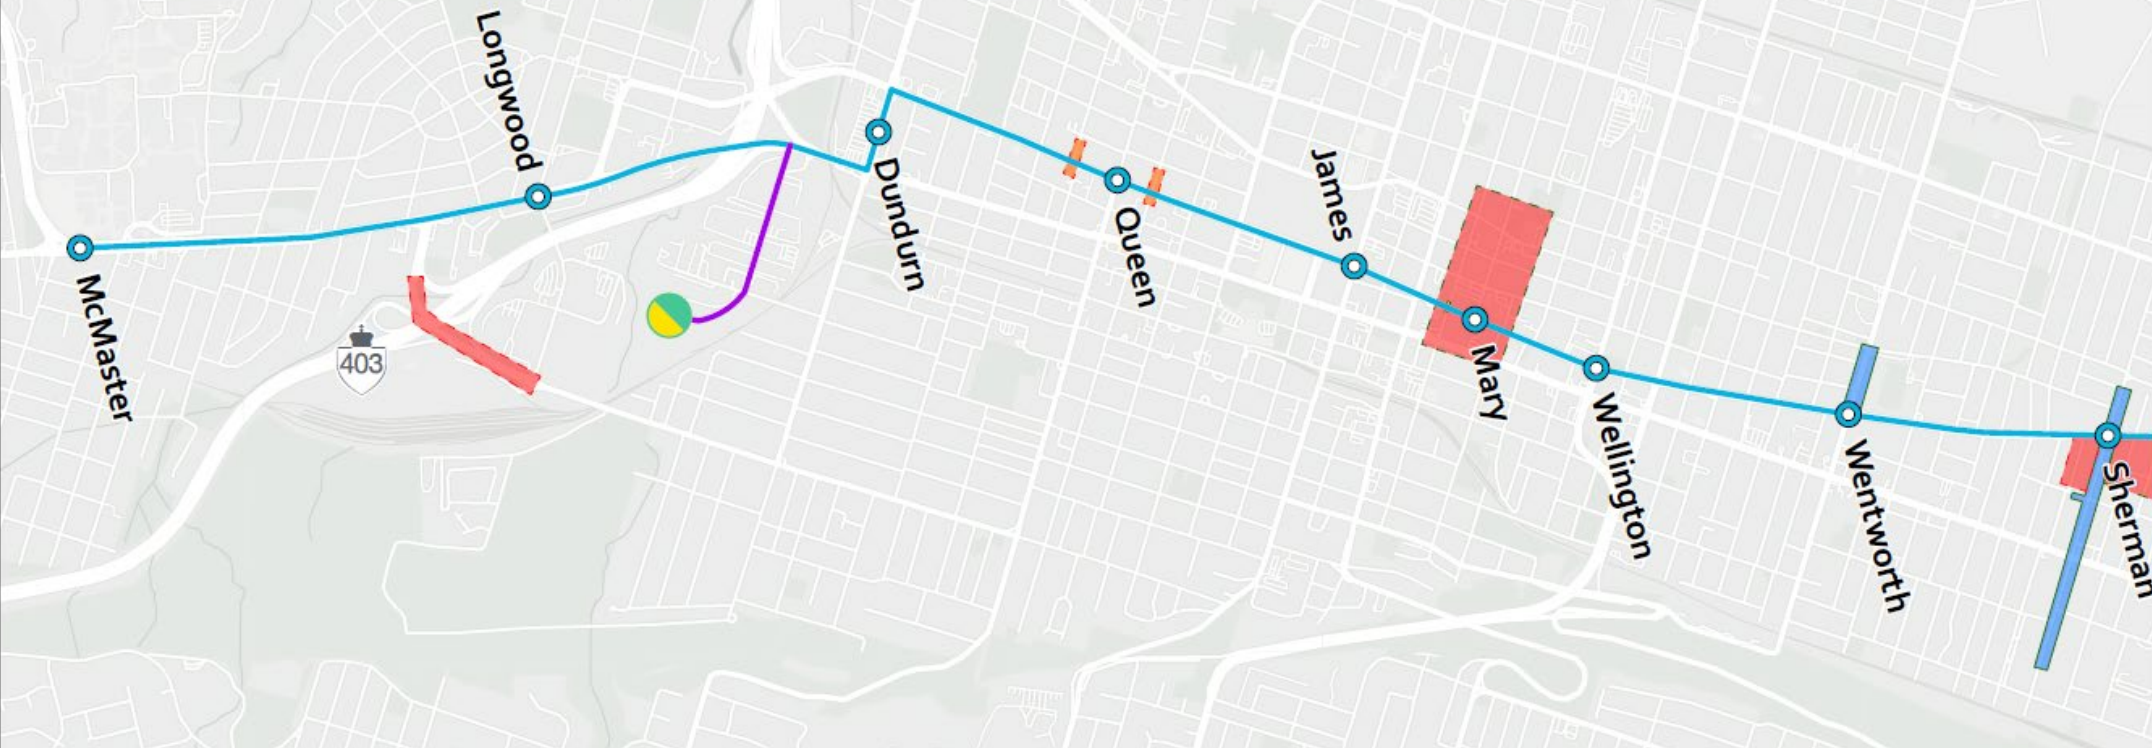 McMaster
Longwood
403
Dundurn
Queen
James
Mary
Wellington
Wentworth
Sherman